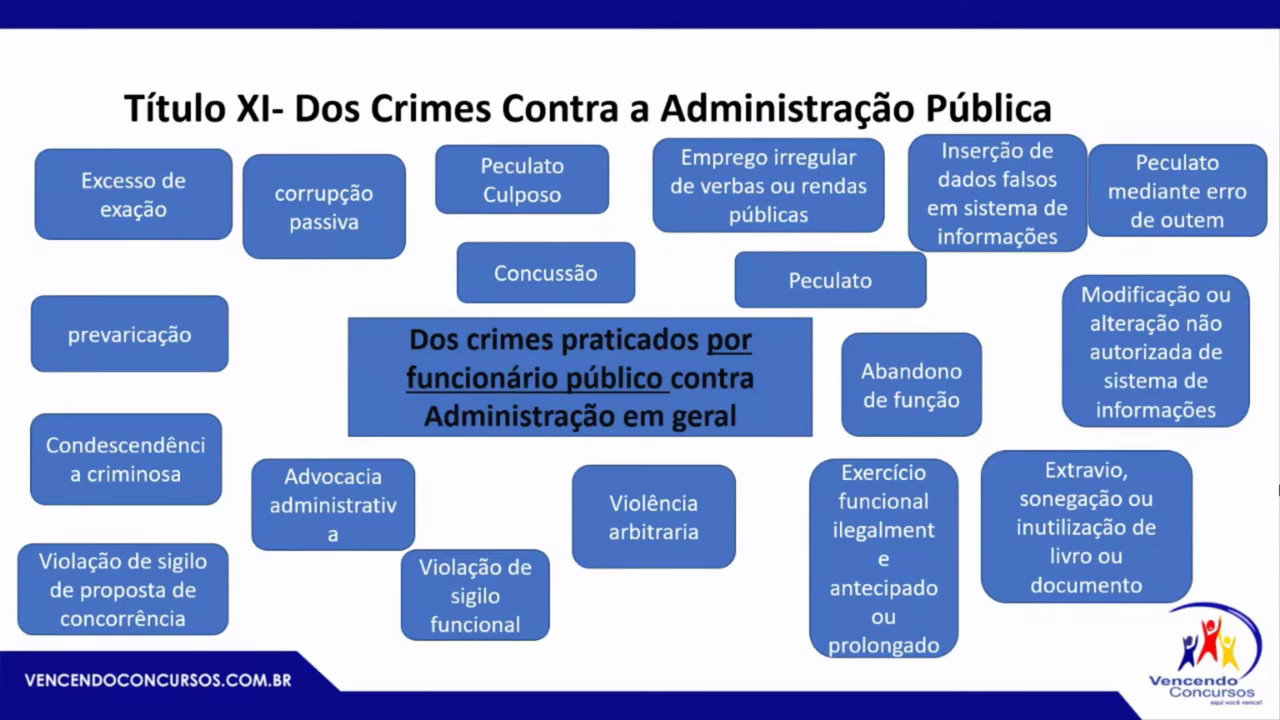 Título XI- Dos Crimes Contra a Administração Pública
Excesso de
exação
corrupção
passiva
Peculato
Culposo
Emprego irregular
de verbas ou rendas
públicas
Inserção de
dados falsos
em sistema de
informações
Peculato
mediante erro
de outem
Concussão
Peculato
Modificação ou
alteração não
autorizada de
sistema de
informações
prevaricação
Dos crimes praticados por
funcionário público contra
Administração em geral
Abandono
de função
Condescendênci
a criminosa
Advocacia
administrativ
a
Violência
arbitraria
Exercício
funcional
ilegalment
e
antecipado
ou
prolongado
Extravio,
sonegação ou
inutilização de
livro ou
documento
Violação de sigilo
de proposta de
concorrência
Violação de
sigilo
funcional
VENCENDOCONCURSOS.COM.BR
Vencendo
Concursos
aqui você vence!